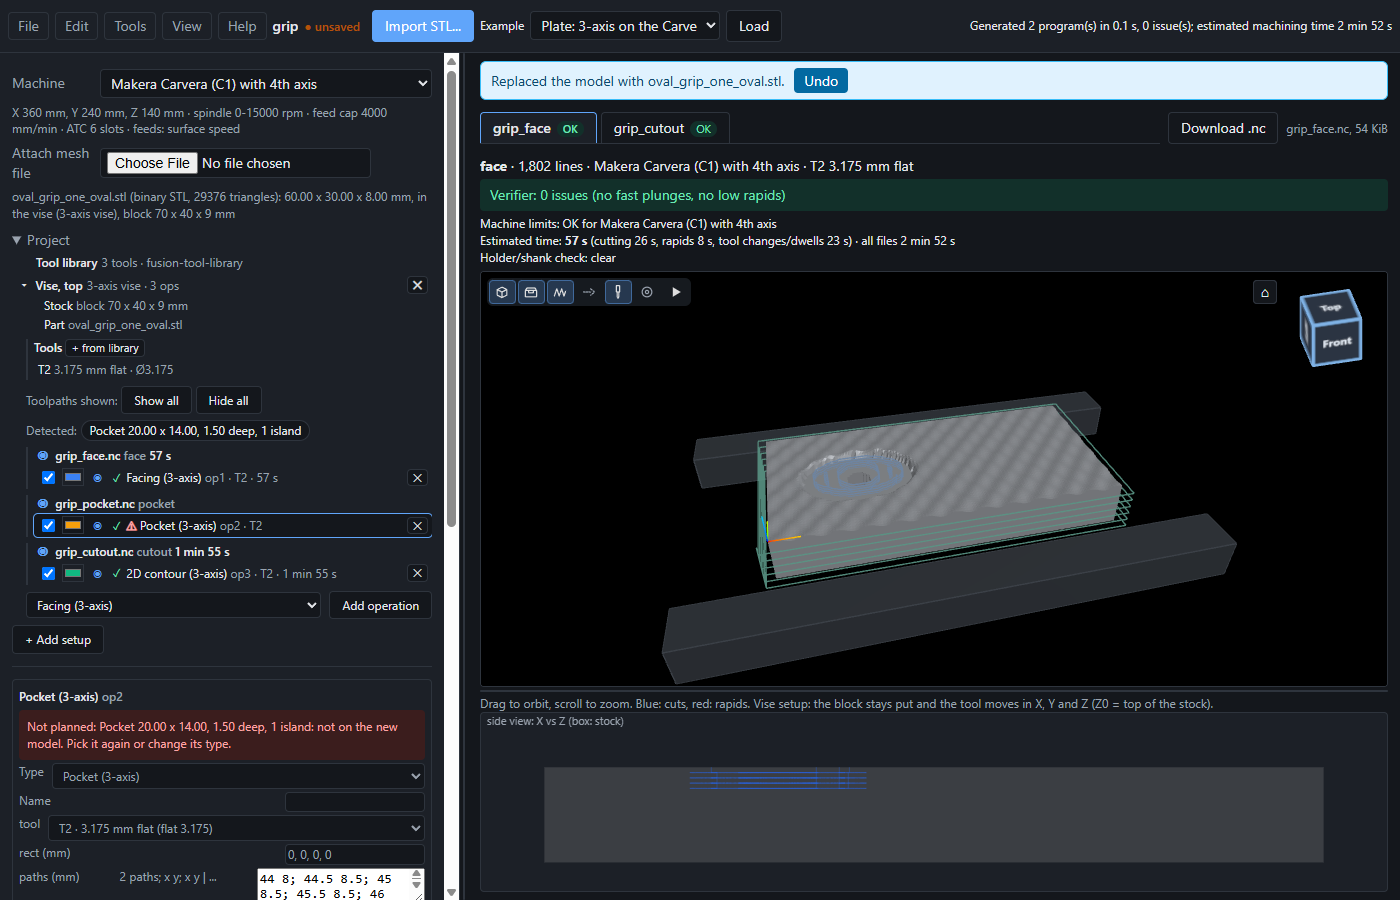 File Edit Tools View Help grip • unsaved Import STL... Example Plate: 3-axis on the Carve Load Generated 2 program(s) in 0.1 s, 0 issue(s); estimated machining time 2 min 52 s
Machine Makera Carvera (C1) with 4th axis
X 360 mm, Y 240 mm, Z 140 mm · spindle 0-15000 rpm · feed cap 4000
mm/min · ATC 6 slots · feeds: surface speed
Attach mesh
file
Choose File No file chosen
oval_grip_one_oval.stl (binary STL, 29376 triangles): 60.00 x 30.00 x 8.00 mm, in
the vise (3-axis vise), block 70 x 40 x 9 mm
Project
Tool library 3 tools · fusion-tool-library
Vise, top 3-axis vise · 3 ops
Stock block 70 x 40 x 9 mm
Part oval_grip_one_oval.stl
Tools + from library
T2 3.175 mm flat · Ø3.175
Toolpaths shown: Show all Hide all
Detected: Pocket 20.00 x 14.00, 1.50 deep, 1 island
grip_face.nc face 57 s
✓ Facing (3-axis) op1 · T2 · 57 s
grip_pocket.nc pocket
✓ Pocket (3-axis) op2 · T2
grip_cutout.nc cutout 1 min 55 s
✓ 2D contour (3-axis) op3 · T2 · 1 min 55 s
Facing (3-axis) Add operation
+ Add setup
Pocket (3-axis) op2
Not planned: Pocket 20.00 x 14.00, 1.50 deep, 1 island: not on the new
model. Pick it again or change its type.
Type Pocket (3-axis)
Name
tool T2 · 3.175 mm flat (flat 3.175)
rect (mm) 0, 0, 0, 0
paths (mm) 2 paths; x y; x y | ... 44 8; 44.5 8.5; 45
8.5; 45.5 8.5; 46
Replaced the model with oval_grip_one_oval.stl. Undo
grip_face OK grip_cutout OK Download .nc grip_face.nc, 54 KiB
face · 1,802 lines · Makera Carvera (C1) with 4th axis · T2 3.175 mm flat
Verifier: 0 issues (no fast plunges, no low rapids)
Machine limits: OK for Makera Carvera (C1) with 4th axis
Estimated time: 57 s (cutting 26 s, rapids 8 s, tool changes/dwells 23 s) · all files 2 min 52 s
Holder/shank check: clear
Top
Front
Drag to orbit, scroll to zoom. Blue: cuts, red: rapids. Vise setup: the block stays put and the tool moves in X, Y and Z (Z0 = top of the stock).
side view: X vs Z (box: stock)